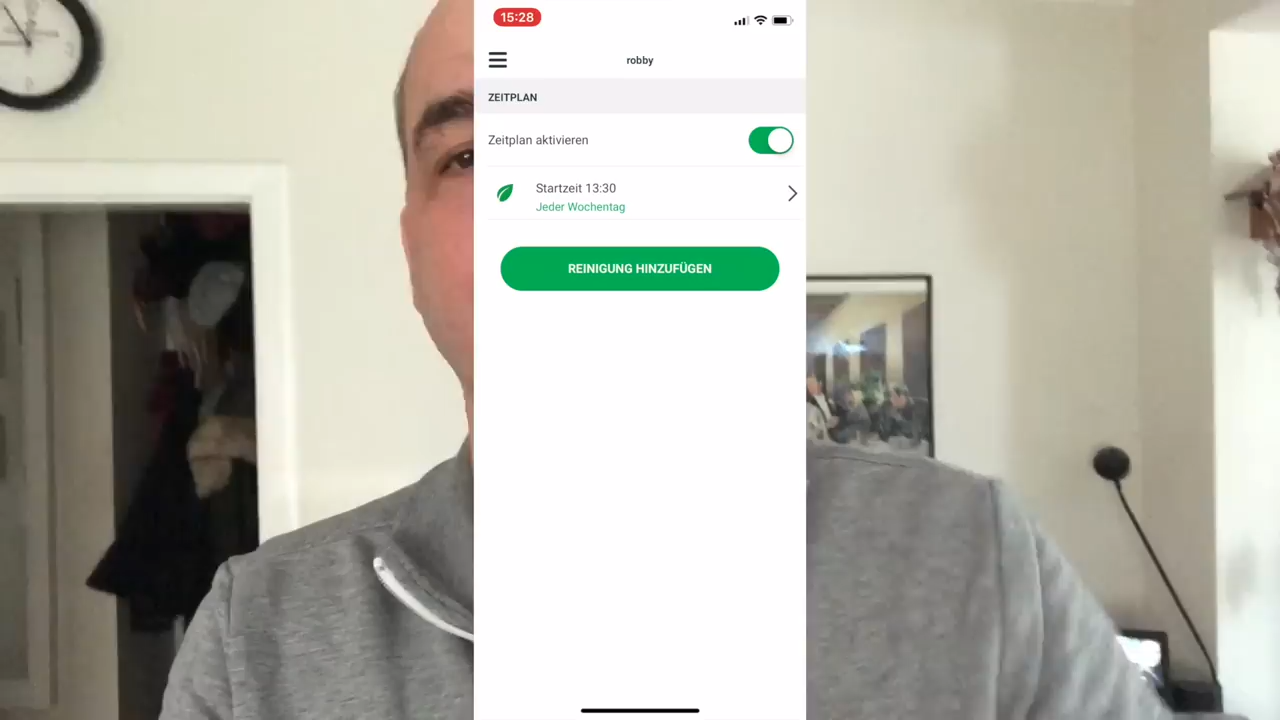 15:28
robby
ZEITPLAN
Zeitplan aktivieren
Startzeit 13:30
Jeder Wochentag
REINIGUNG HINZUFÜGEN